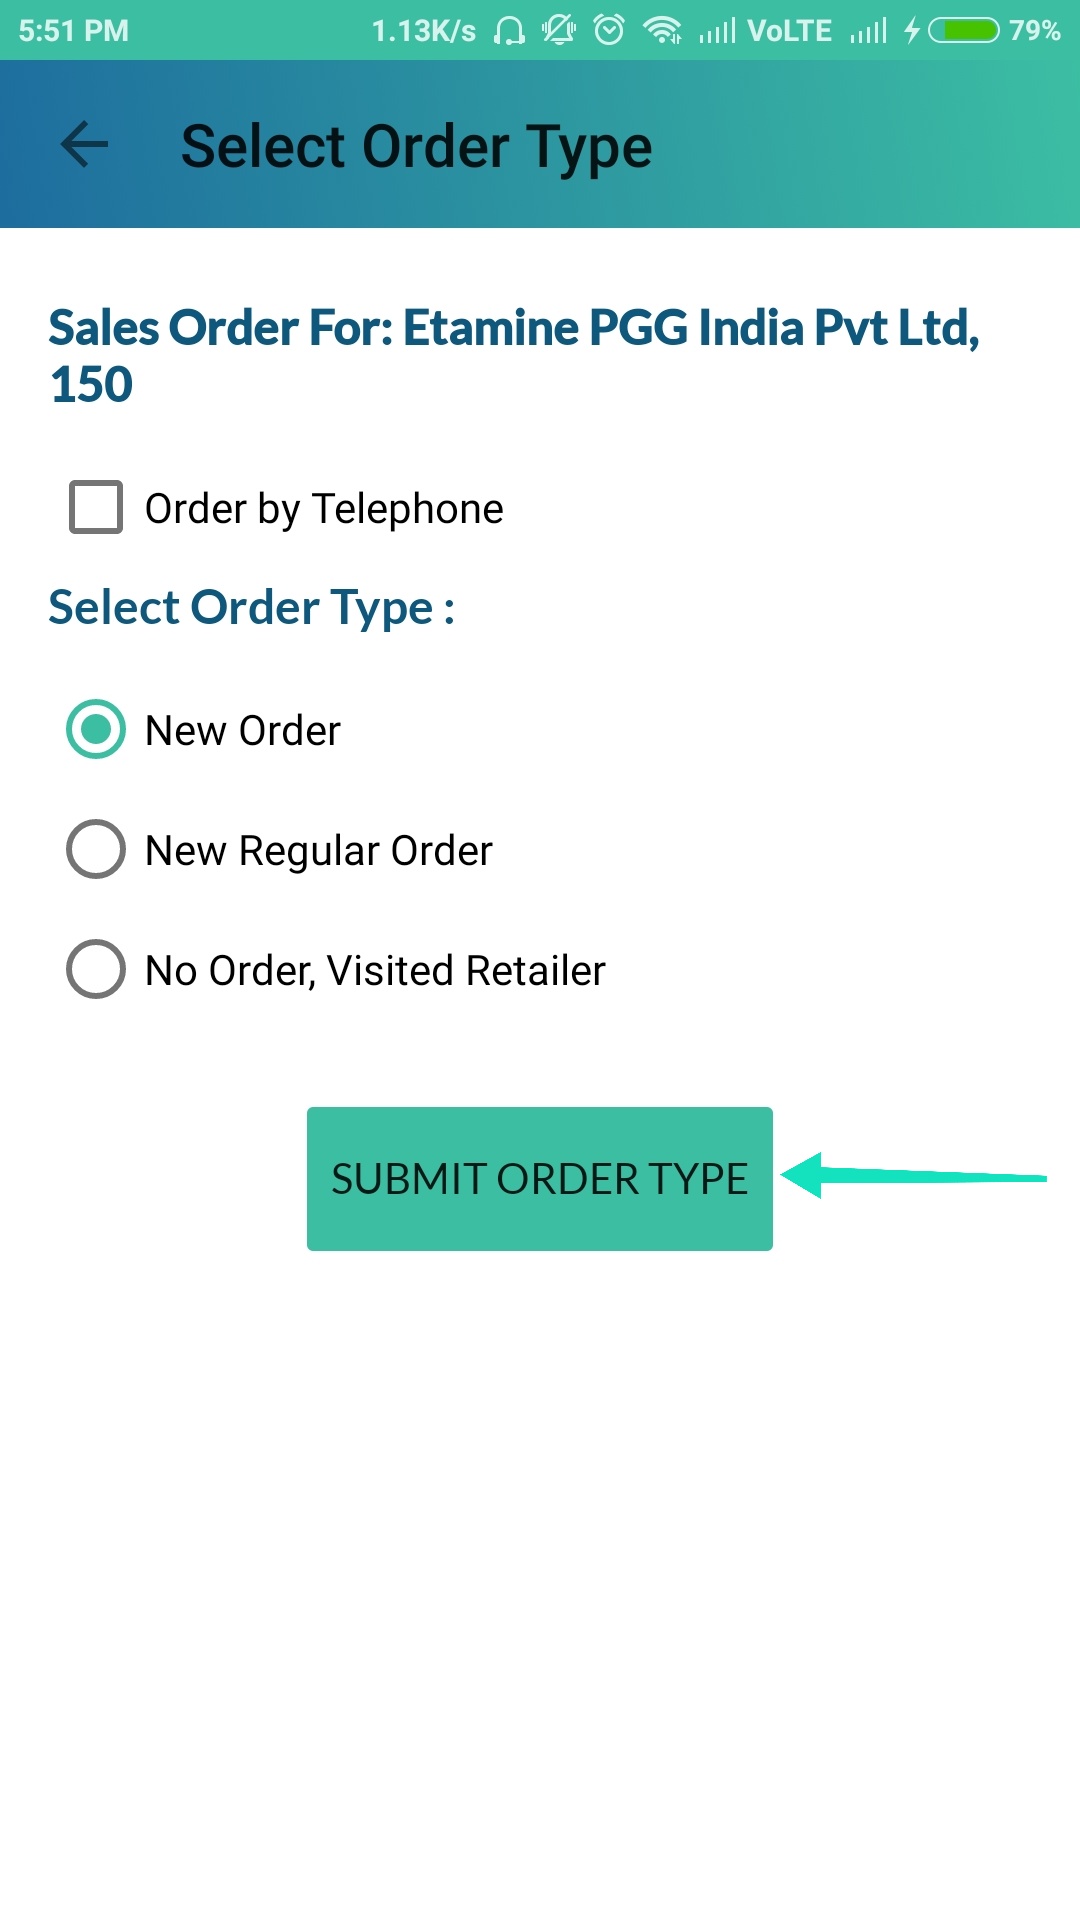 5:51 PM 1.13K/s VoLTE 79%
Select Order Type
Sales Order For: Etamine PGG India Pvt Ltd,
150
Order by Telephone
Select Order Type :
New Order
New Regular Order
No Order, Visited Retailer
SUBMIT ORDER TYPE